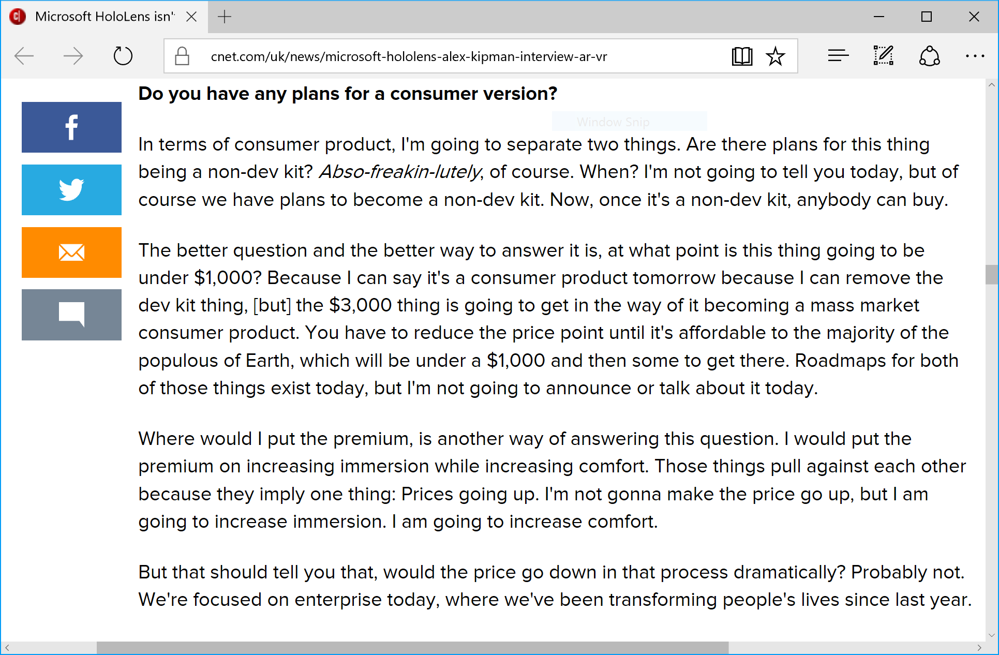 Microsoft HoloLens isn'
cnet.com/uk/news/microsoft-hololens-alex-kipman-interview-ar-vr
Do you have any plans for a consumer version?
Window Snip
In terms of consumer product, I'm going to separate two things. Are there plans for this thing
being a non-dev kit? Abso-freakin-lutely, of course. When? I'm not going to tell you today, but of
course we have plans to become a non-dev kit. Now, once it's a non-dev kit, anybody can buy.
The better question and the better way to answer it is, at what point is this thing going to be
under $1,000? Because I can say it's a consumer product tomorrow because I can remove the
dev kit thing, [but] the $3,000 thing is going to get in the way of it becoming a mass market
consumer product. You have to reduce the price point until it's affordable to the majority of the
populous of Earth, which will be under a $1,000 and then some to get there. Roadmaps for both
of those things exist today, but I'm not going to announce or talk about it today.
Where would I put the premium, is another way of answering this question. I would put the
premium on increasing immersion while increasing comfort. Those things pull against each other
because they imply one thing: Prices going up. I'm not gonna make the price go up, but I am
going to increase immersion. I am going to increase comfort.
But that should tell you that, would the price go down in that process dramatically? Probably not.
We're focused on enterprise today, where we've been transforming people's lives since last year.